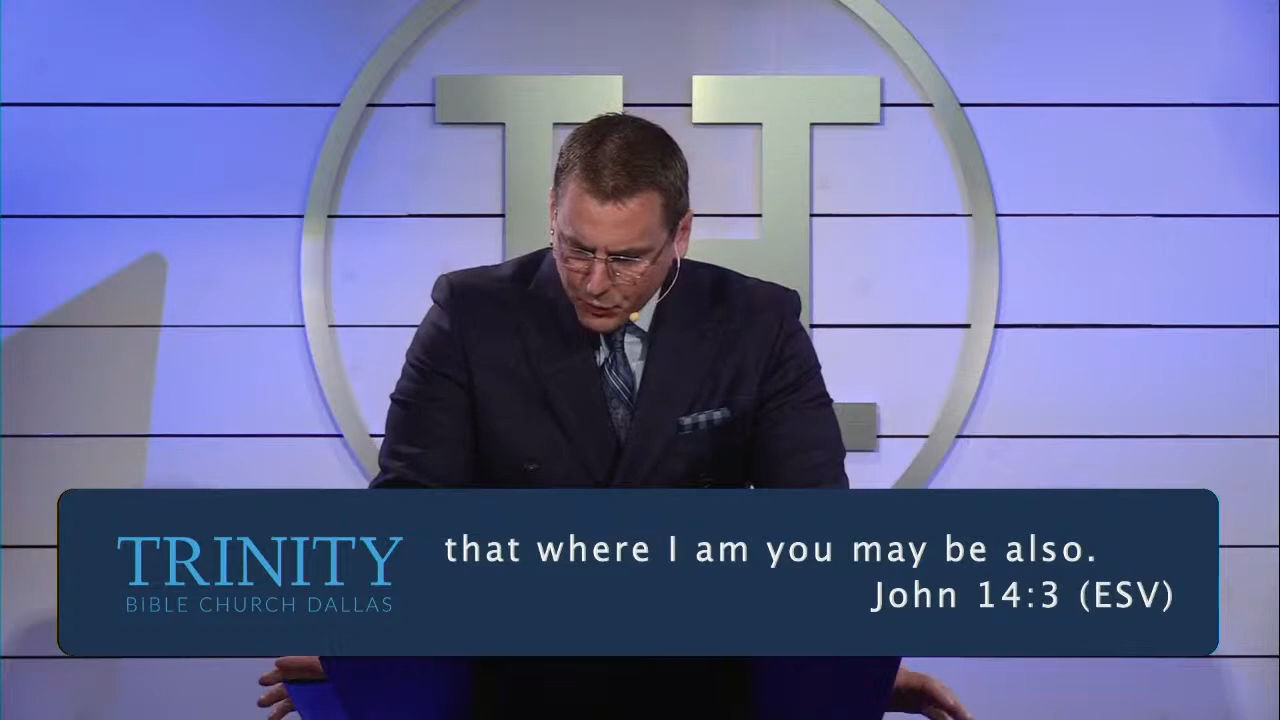 TRINITY
BIBLE CHURCH DALLAS
that where I am you may be also.
John 14:3 (ESV)